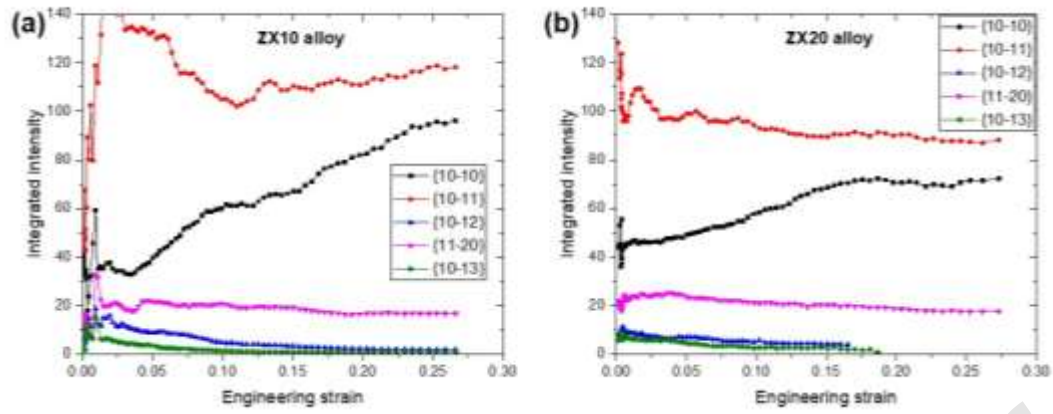 (a)
ZX10 alloy
Integrated intensity
140
120
100
80
60
40
20
0
{10-10}
{10-11}
{10-12}
{11-20}
{10-13}
0.00 0.05 0.10 0.15 0.20 0.25 0.30
Engineering strain
(b)
ZX20 alloy
Integrated intensity
140
120
100
80
60
40
20
0
{10-10}
{10-11}
{10-12}
{11-20}
{10-13}
0.00 0.05 0.10 0.15 0.20 0.25 0.30
Engineering strain